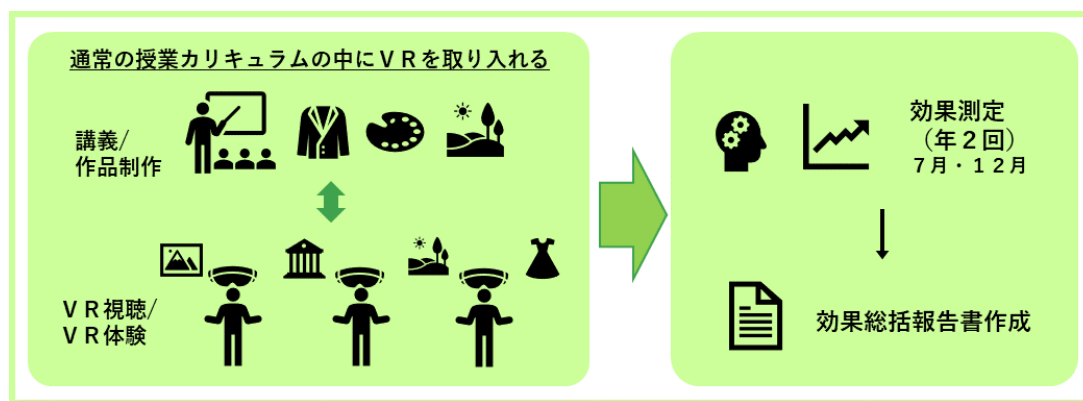 通常の授業カリキュラムの中にＶＲを取り入れる
講義/
作品制作
ＶＲ視聴/
ＶＲ体験
効果測定
（年２回）
７月・１２月
効果総括報告書作成